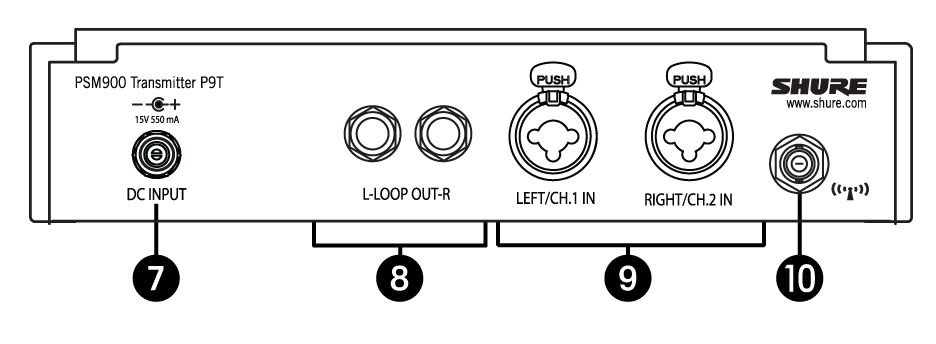 PSM900 Transmitter P9T
15V 550 mA
DC INPUT
L-LOOP OUT-R
PUSH
LEFT/CH.1 IN
PUSH
RIGHT/CH.2 IN
SHURE
www.shure.com
7
8
9
10